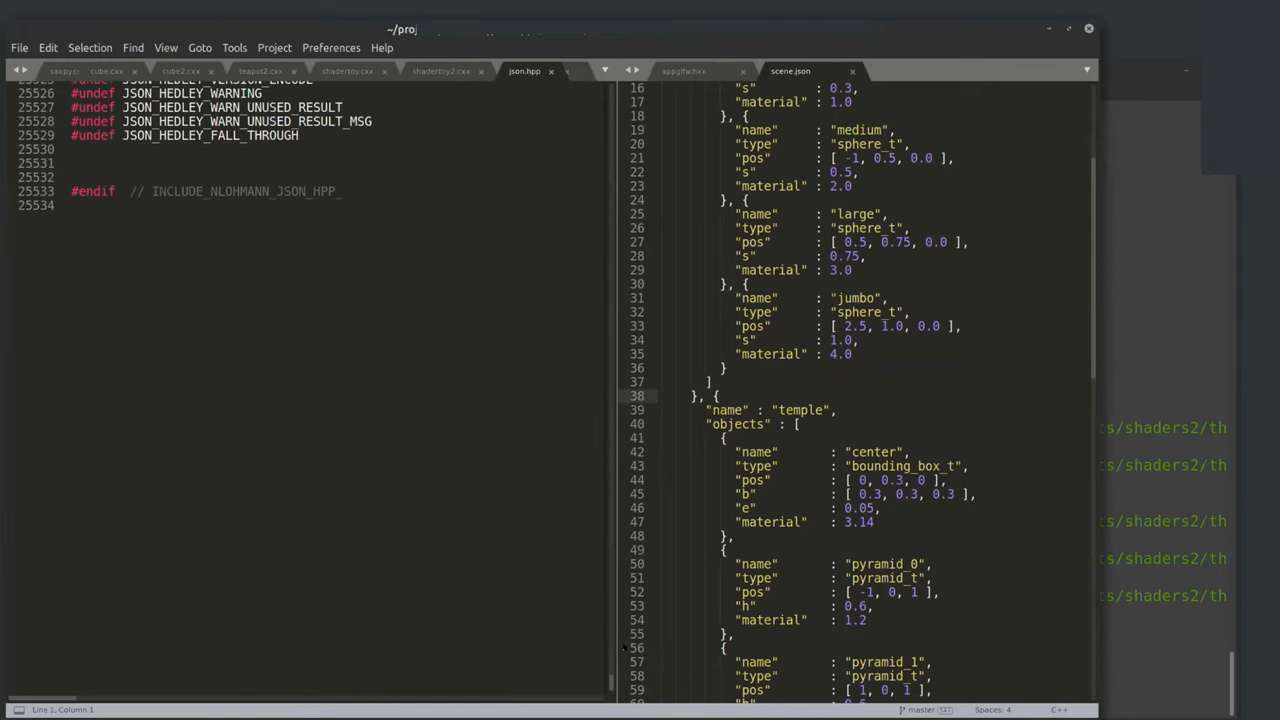 ~/proj
File Edit Selection Find View Goto Tools Project Preferences Help
saxpy.c cube.cxx × cube2.cxx × teapot2.cxx × shadertoy.cxx × shadertoy2.cxx × json.hpp × appglfw.hxx × scene.json ×
#undef JSON_HEDLEY_VERSION_ENCODE
25526 #undef JSON_HEDLEY_WARNING
25527 #undef JSON_HEDLEY_WARN_UNUSED_RESULT
25528 #undef JSON_HEDLEY_WARN_UNUSED_RESULT_MSG
25529 #undef JSON_HEDLEY_FALL_THROUGH
25530
25531
25532
25533 #endif // INCLUDE_NLOHMANN_JSON_HPP_
25534
16 "s" : 0.3,
17 "material" : 1.0
18 }, {
19 "name" : "medium",
20 "type" : "sphere_t",
21 "pos" : [ -1, 0.5, 0.0 ],
22 "s" : 0.5,
23 "material" : 2.0
24 }, {
25 "name" : "large",
26 "type" : "sphere_t",
27 "pos" : [ 0.5, 0.75, 0.0 ],
28 "s" : 0.75,
29 "material" : 3.0
30 }, {
31 "name" : "jumbo",
32 "type" : "sphere_t",
33 "pos" : [ 2.5, 1.0, 0.0 ],
34 "s" : 1.0,
35 "material" : 4.0
36 }
37 ]
38 }, {
39 "name" : "temple",
40 "objects" : [
41 {
42 "name" : "center",
43 "type" : "bounding_box_t",
44 "pos" : [ 0, 0.3, 0 ],
45 "b" : [ 0.3, 0.3, 0.3 ],
46 "e" : 0.05,
47 "material" : 3.14
48 },
49 {
50 "name" : "pyramid_0",
51 "type" : "pyramid_t",
52 "pos" : [ -1, 0, 1 ],
53 "h" : 0.6,
54 "material" : 1.2
55 },
56 {
57 "name" : "pyramid_1",
58 "type" : "pyramid_t",
59 "pos" : [ 1, 0, 1 ],
ts/shaders2/th
ts/shaders2/th
ts/shaders2/th
ts/shaders2/th
ts/shaders2/th
Line 1, Column 1 master 547 Spaces: 4 C++